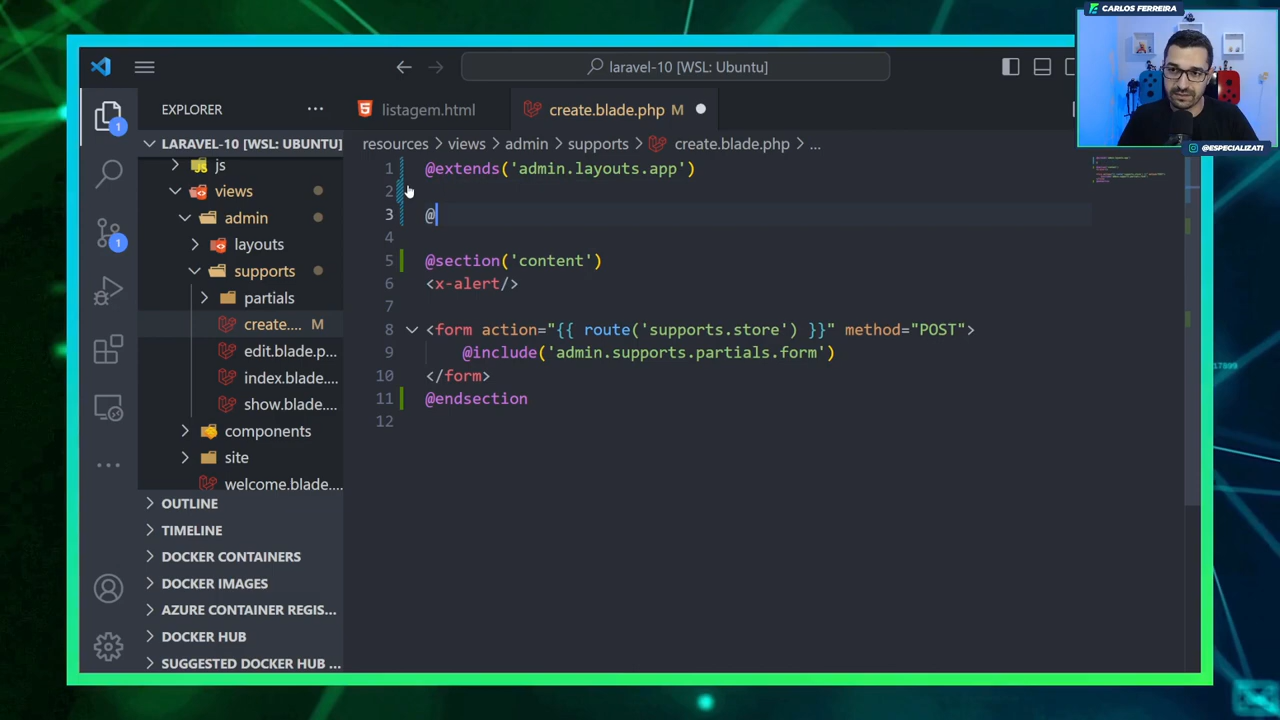 CARLOS FERREIRA
@ESPECIALIZATI
laravel-10 [WSL: Ubuntu]
EXPLORER
listagem.html
create.blade.php M
LARAVEL-10 [WSL: UBUNTU]
js
views
admin
layouts
supports
partials
create.... M
edit.blade.p...
index.blade....
show.blade....
components
site
welcome.blade....
OUTLINE
TIMELINE
DOCKER CONTAINERS
DOCKER IMAGES
AZURE CONTAINER REGIS...
DOCKER HUB
SUGGESTED DOCKER HUB ...
1
1
resources > views > admin > supports > create.blade.php > ...
1 @extends('admin.layouts.app')
2
3 @
4
5 @section('content')
6 <x-alert/>
7
8 <form action="{{ route('supports.store') }}" method="POST">
9 @include('admin.supports.partials.form')
10 </form>
11 @endsection
12